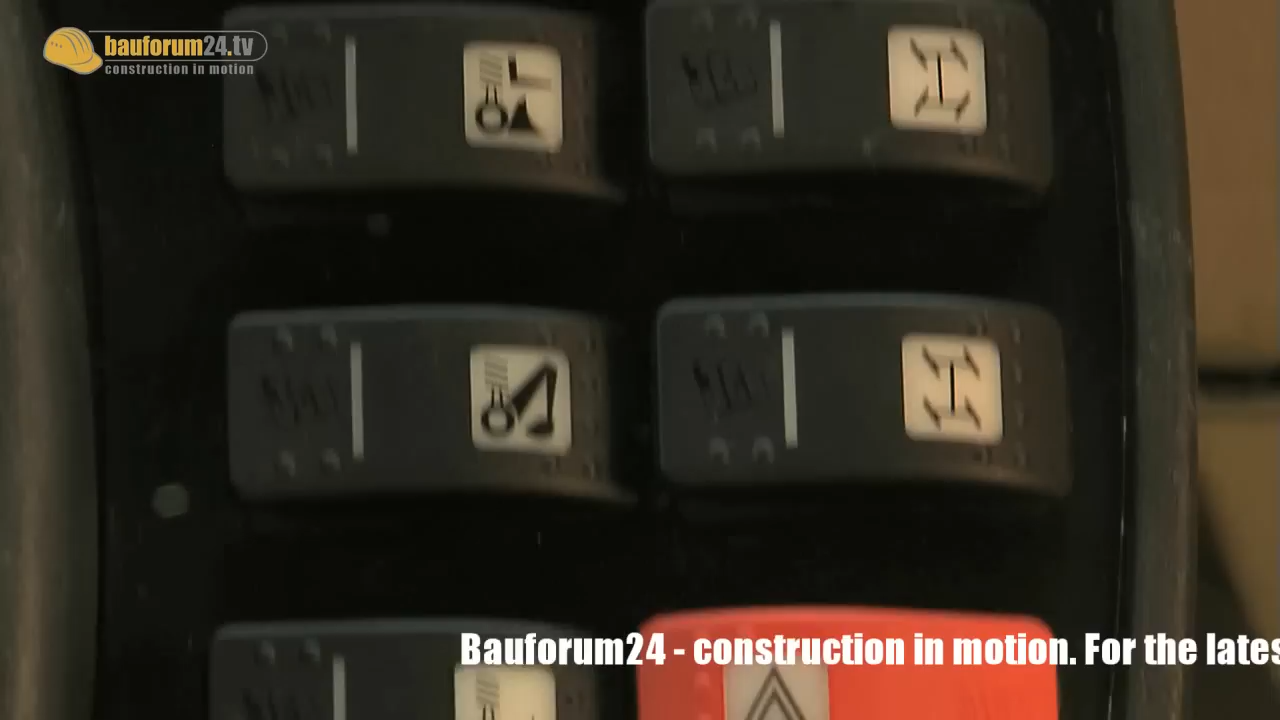 bauforum24.tv
construction in motion
Bauforum24 - construction in motion. For the lates